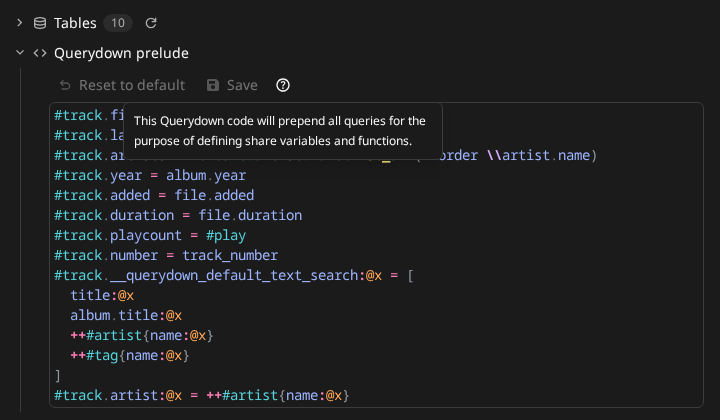 Tables 10
Querydown prelude
Reset to default Save
#track.fi
This Querydown code will prepend all queries for the
#track.la
purpose of defining share variables and functions.
#track.ar order \\artist.name)
#track.year = album.year
#track.added = file.added
#track.duration = file.duration
#track.playcount = #play
#track.number = track_number
#track.__querydown_default_text_search:@x = [
title:@x
album.title:@x
++#artist{name:@x}
++#tag{name:@x}
]
#track.artist:@x = ++#artist{name:@x}